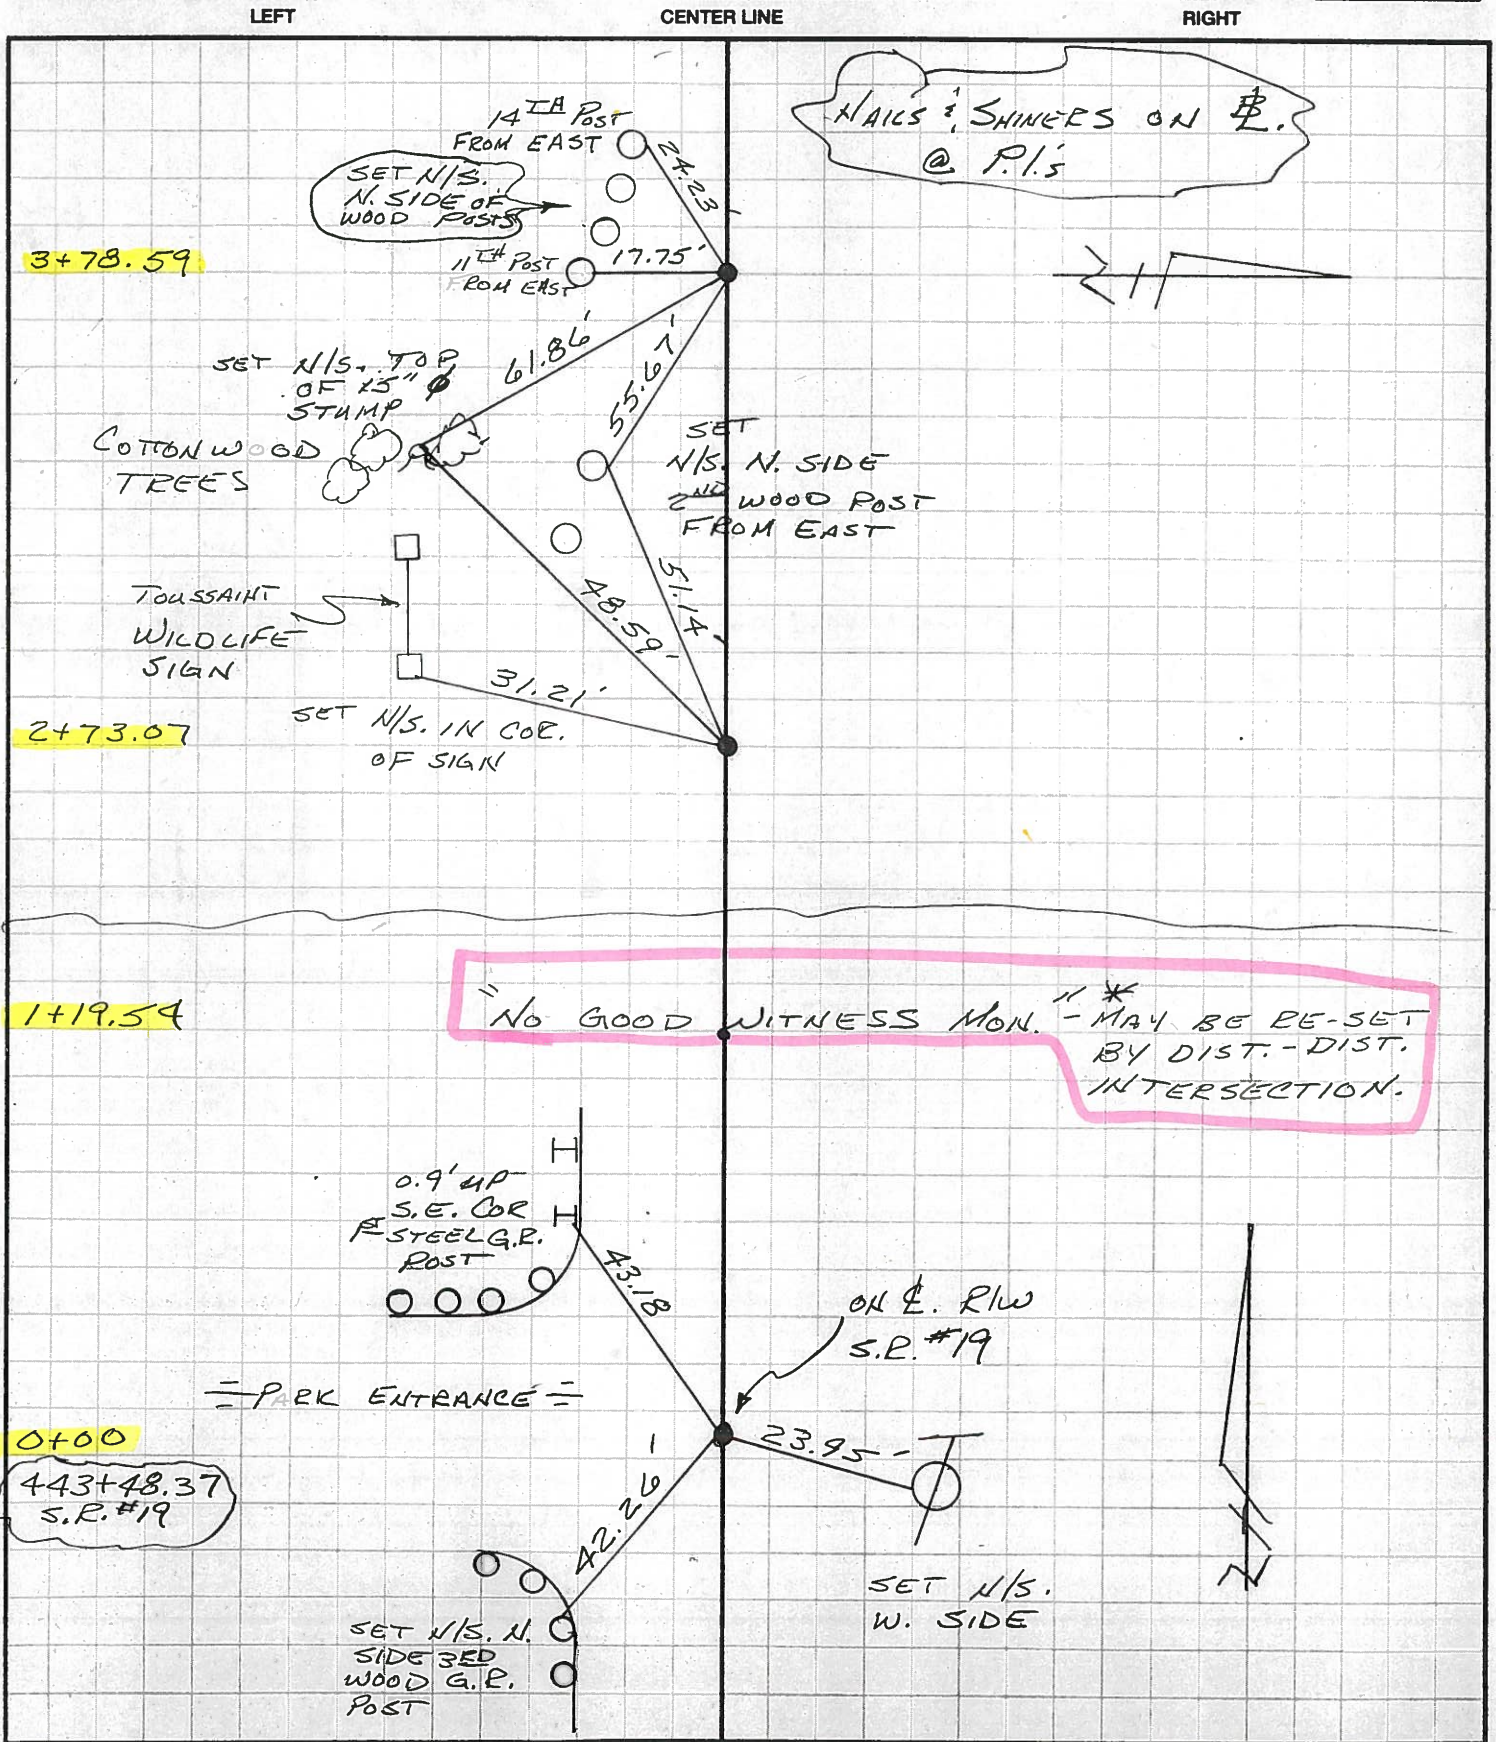 LEFT CENTER LINE RIGHT
NAILS & SHINERS ON B̵L.
@ P.I.'s
14TH POST
FROM EAST
24.23'
SET N/S.
N. SIDE OF
WOOD POSTS
3+78.59
11TH POST
FROM EAST
17.75'
N
SET N/S. TOP
OF 15" Ø
STUMP
61.86'
55.67'
COTTONWOOD
TREES
SET
N/S. N. SIDE
2ND WOOD POST
FROM EAST
TOUSSAINT
WILDLIFE
SIGN
48.59'
51.14'
31.21'
2+73.07
SET N/S. IN COR.
OF SIGN
1+19.54
"NO GOOD WITNESS MON." * - MAY BE RE-SET
BY DIST. - DIST.
INTERSECTION.
0.9' UP
S.E. COR
1ST STEEL G.R.
POST
43.18
ON ℄. R/W
S.R. #19
= PARK ENTRANCE =
0+00
23.95'
443+48.37
S.R. #19
42.26'
SET N/S.
W. SIDE
N
SET N/S. N.
SIDE 3RD
WOOD G.R.
POST